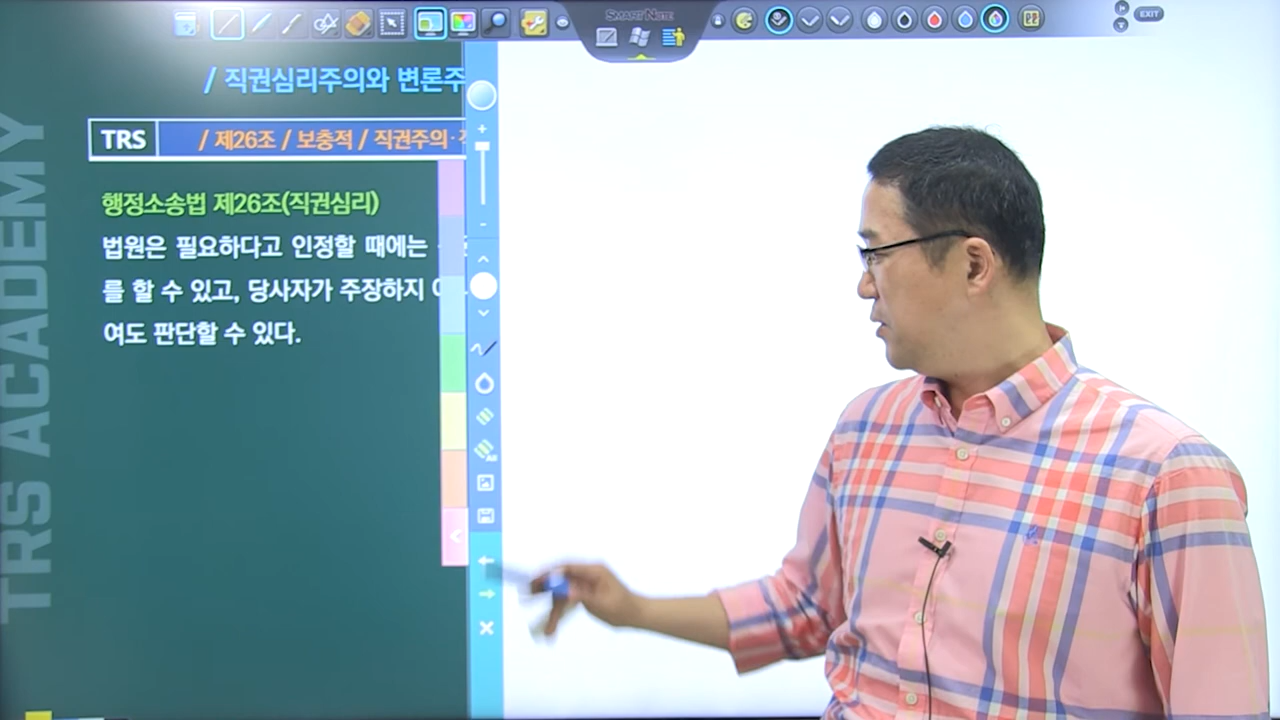 SMART NOTE
EXIT
/ 직권심리주의와 변론주
TRS / 제26조 / 보충적 / 직권주의·
행정소송법 제26조(직권심리)
법원은 필요하다고 인정할 때에는
를 할 수 있고, 당사자가 주장하지
여도 판단할 수 있다.
TRS ACADEMY